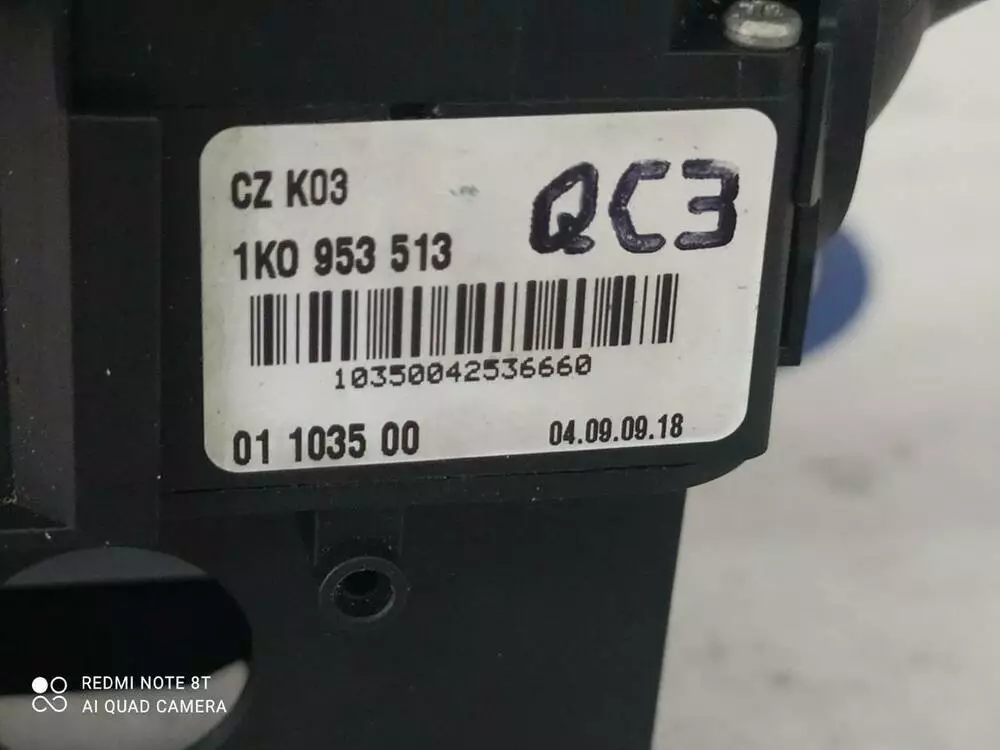 CZ K03
QC3
1K0 953 513
10350042536660
01 1035 00
04.09.09.18
REDMI NOTE 8T
AI QUAD CAMERA